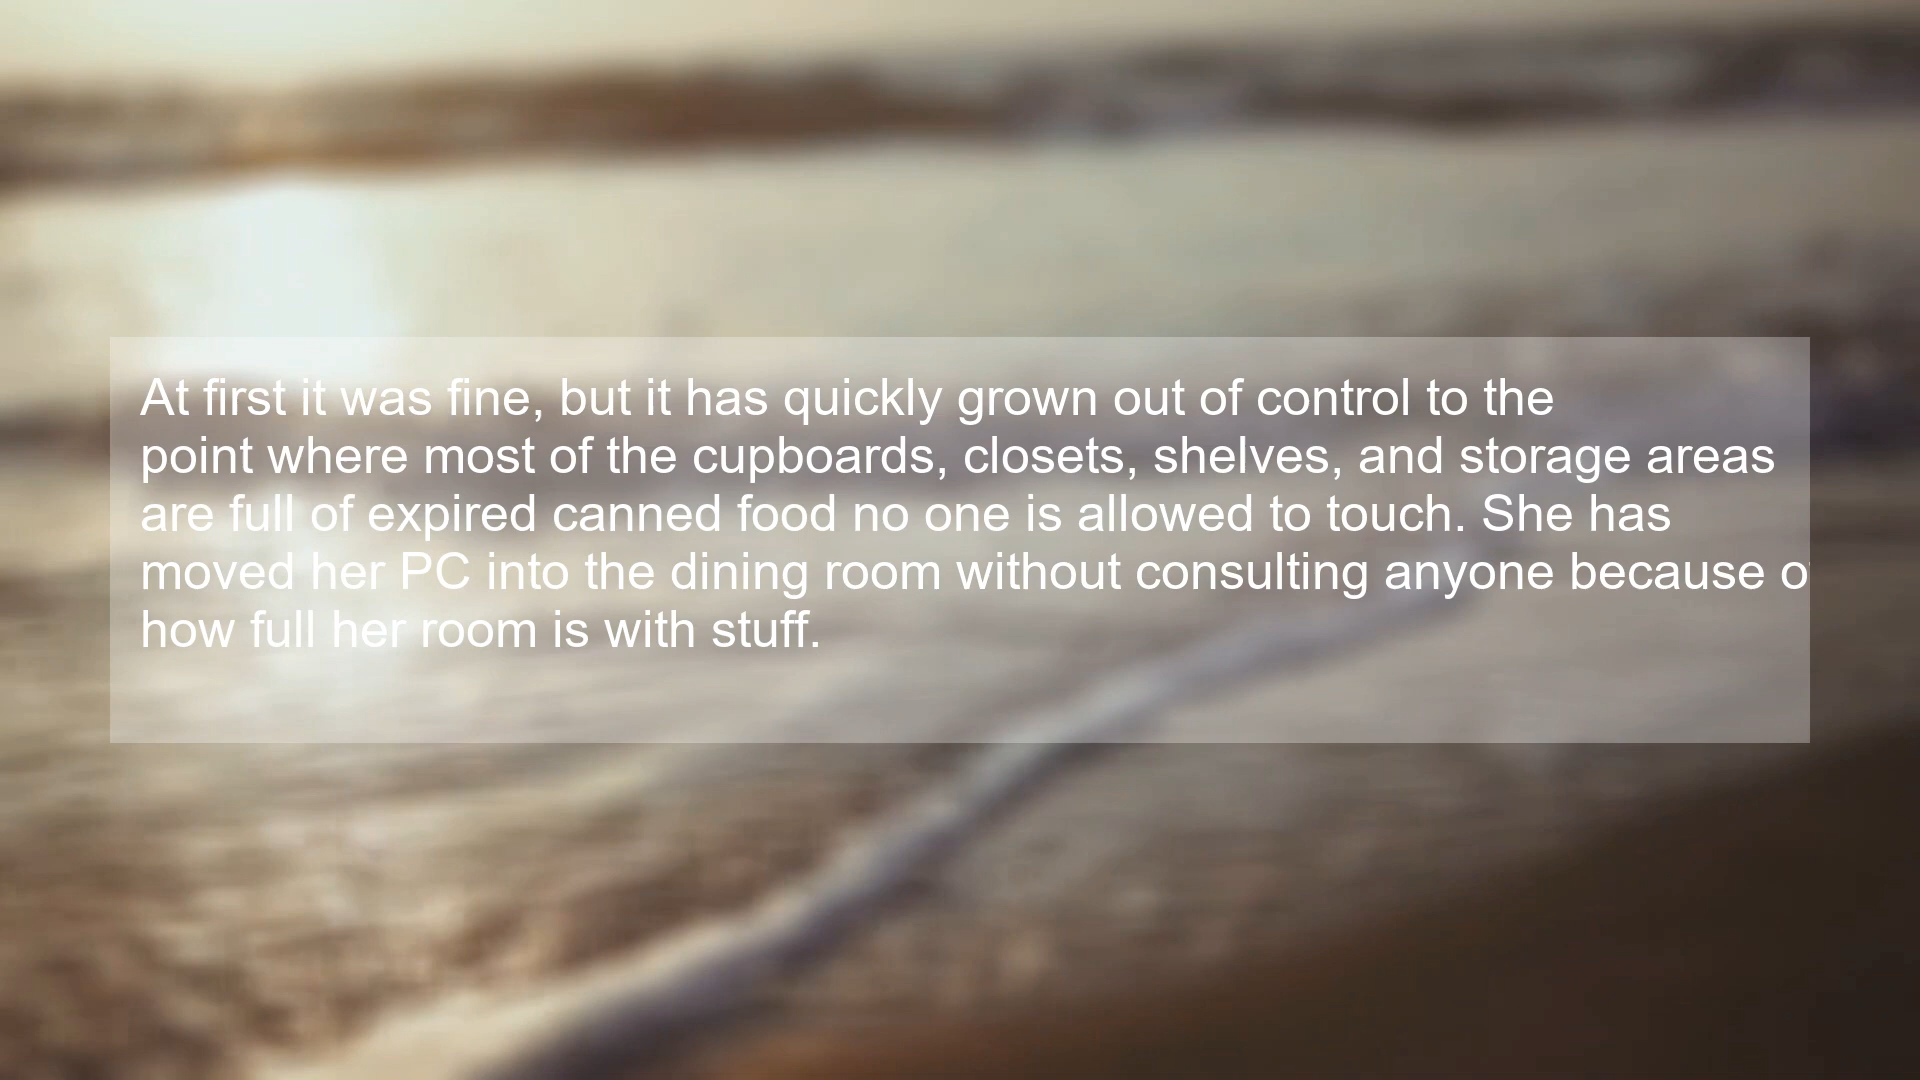 At first it was fine, but it has quickly grown out of control to the
point where most of the cupboards, closets, shelves, and storage areas
are full of expired canned food no one is allowed to touch. She has
moved her PC into the dining room without consulting anyone because o
how full her room is with stuff.